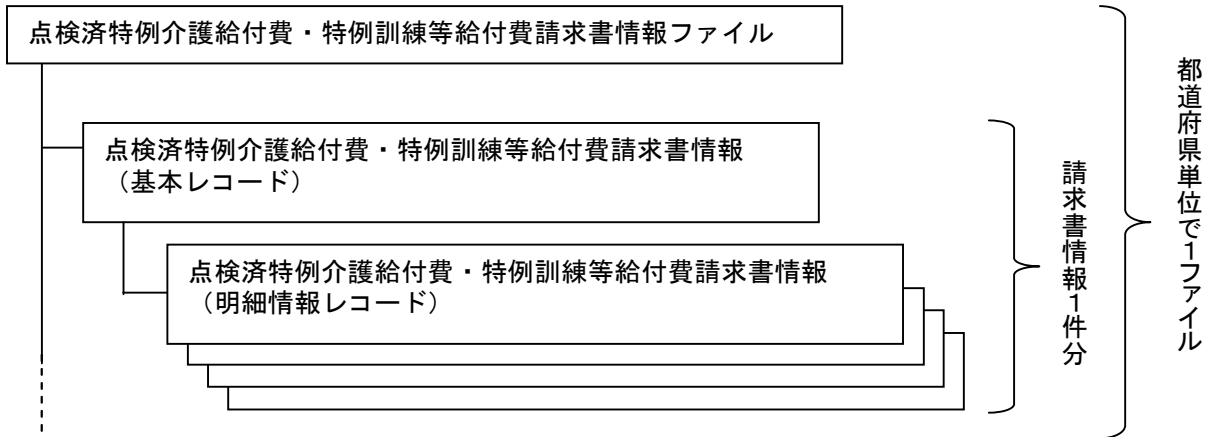 点検済特例介護給付費・特例訓練等給付費請求書情報ファイル
点検済特例介護給付費・特例訓練等給付費請求書情報
（基本レコード）
点検済特例介護給付費・特例訓練等給付費請求書情報
（明細情報レコード）
請求書情報１件分
都道府県単位で１ファイル